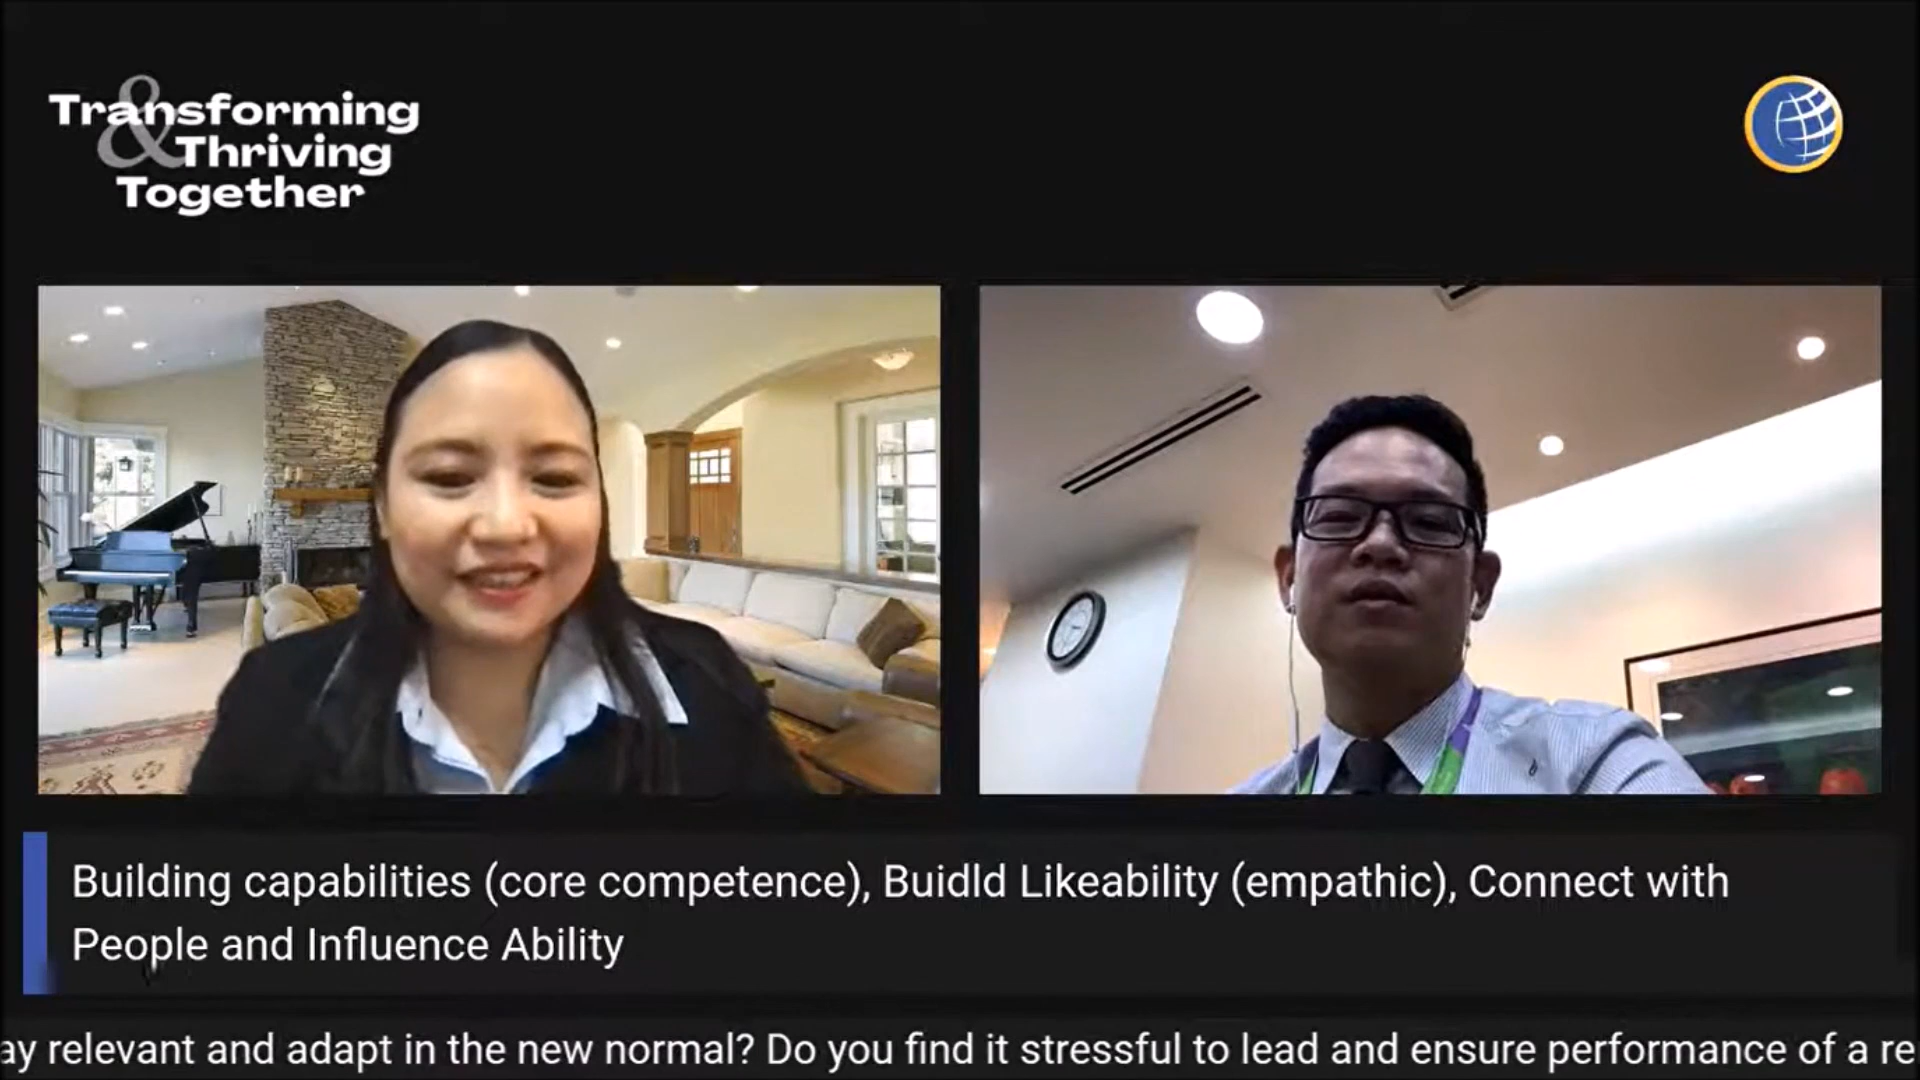 Transforming
&
Thriving
Together
Building capabilities (core competence), Buidld Likeability (empathic), Connect with
People and Influence Ability
ay relevant and adapt in the new normal? Do you find it stressful to lead and ensure performance of a re